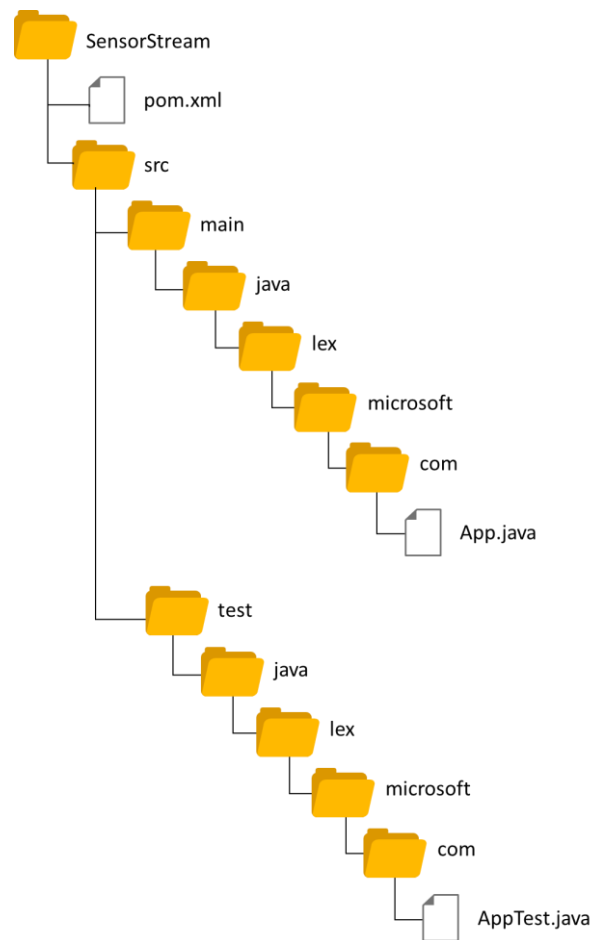 SensorStream
pom.xml
src
main
java
lex
microsoft
com
App.java
test
java
lex
microsoft
com
AppTest.java